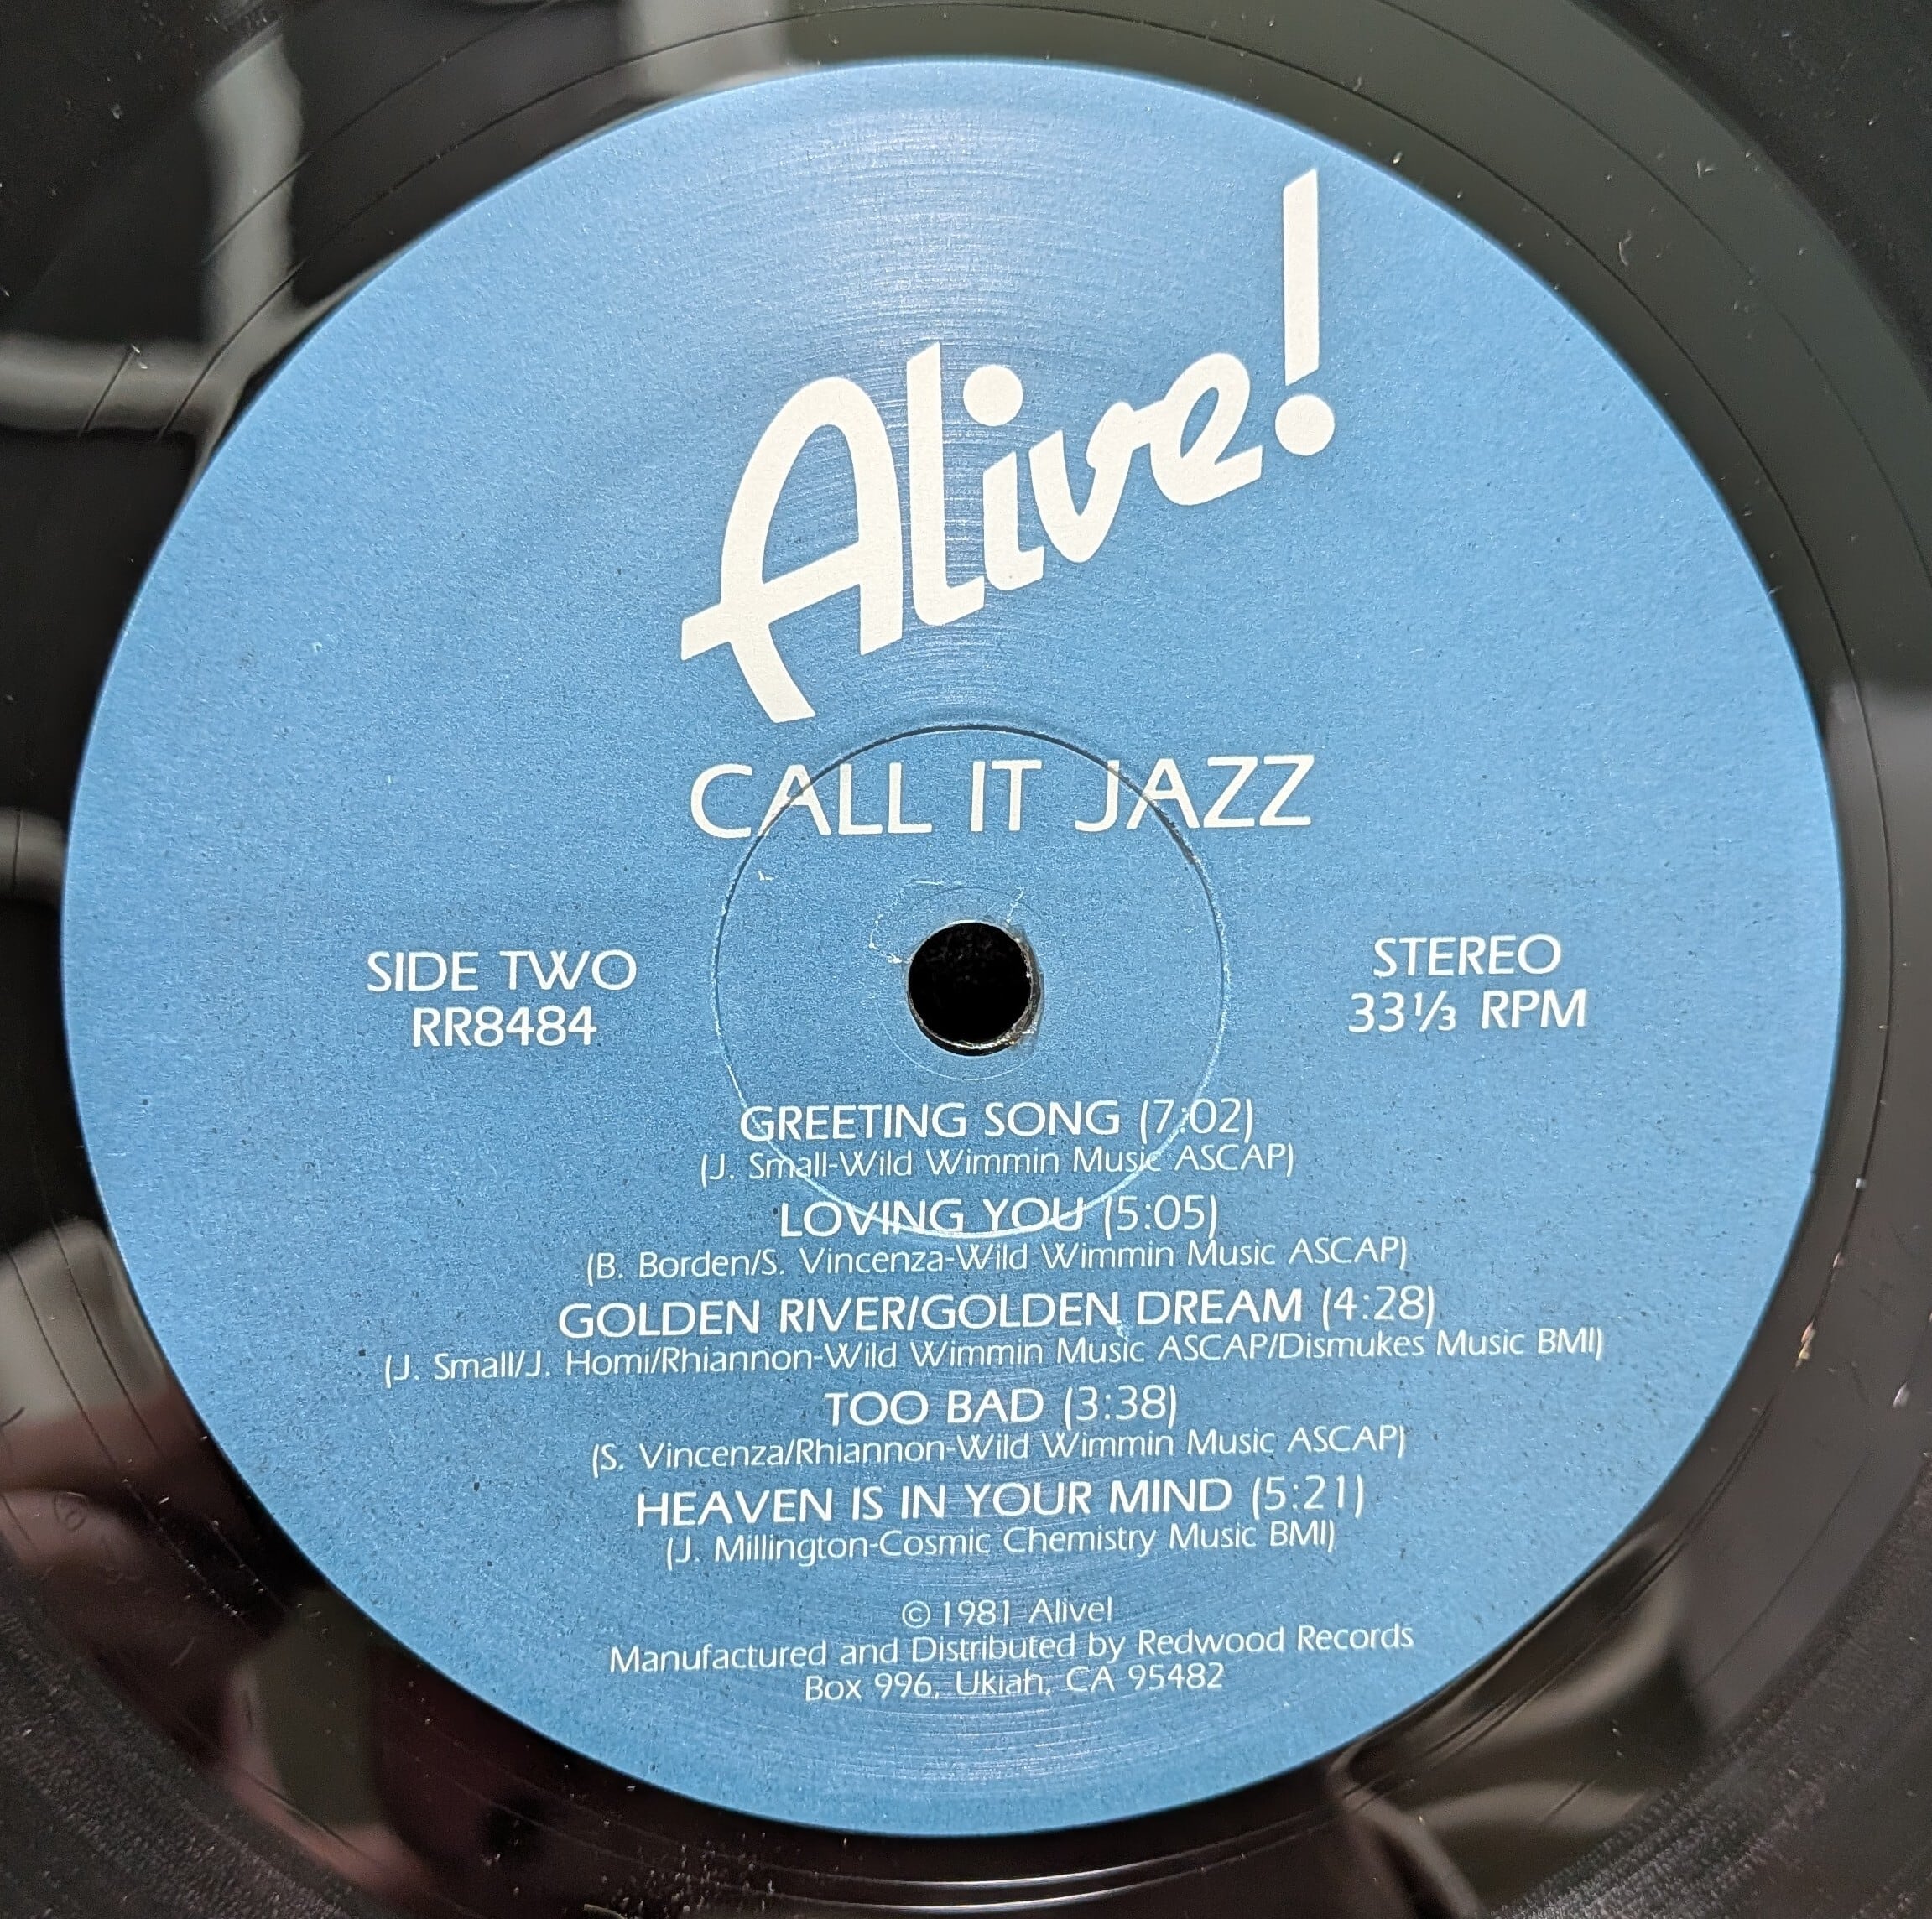 Alive!
CALL IT JAZZ
SIDE TWO
RR8484
STEREO
33⅓ RPM
GREETING SONG (7:02)
(J. Small-Wild Wimmin Music ASCAP)
LOVING YOU (5:05)
(B. Borden/S. Vincenza-Wild Wimmin Music ASCAP)
GOLDEN RIVER/GOLDEN DREAM (4:28)
(J. Small/J. Homi/Rhiannon-Wild Wimmin Music ASCAP/Dismukes Music BMI)
TOO BAD (3:38)
(S. Vincenza/Rhiannon-Wild Wimmin Music ASCAP)
HEAVEN IS IN YOUR MIND (5:21)
(J. Millington-Cosmic Chemistry Music BMI)
© 1981 Alive!
Manufactured and Distributed by Redwood Records
Box 996, Ukiah, CA 95482